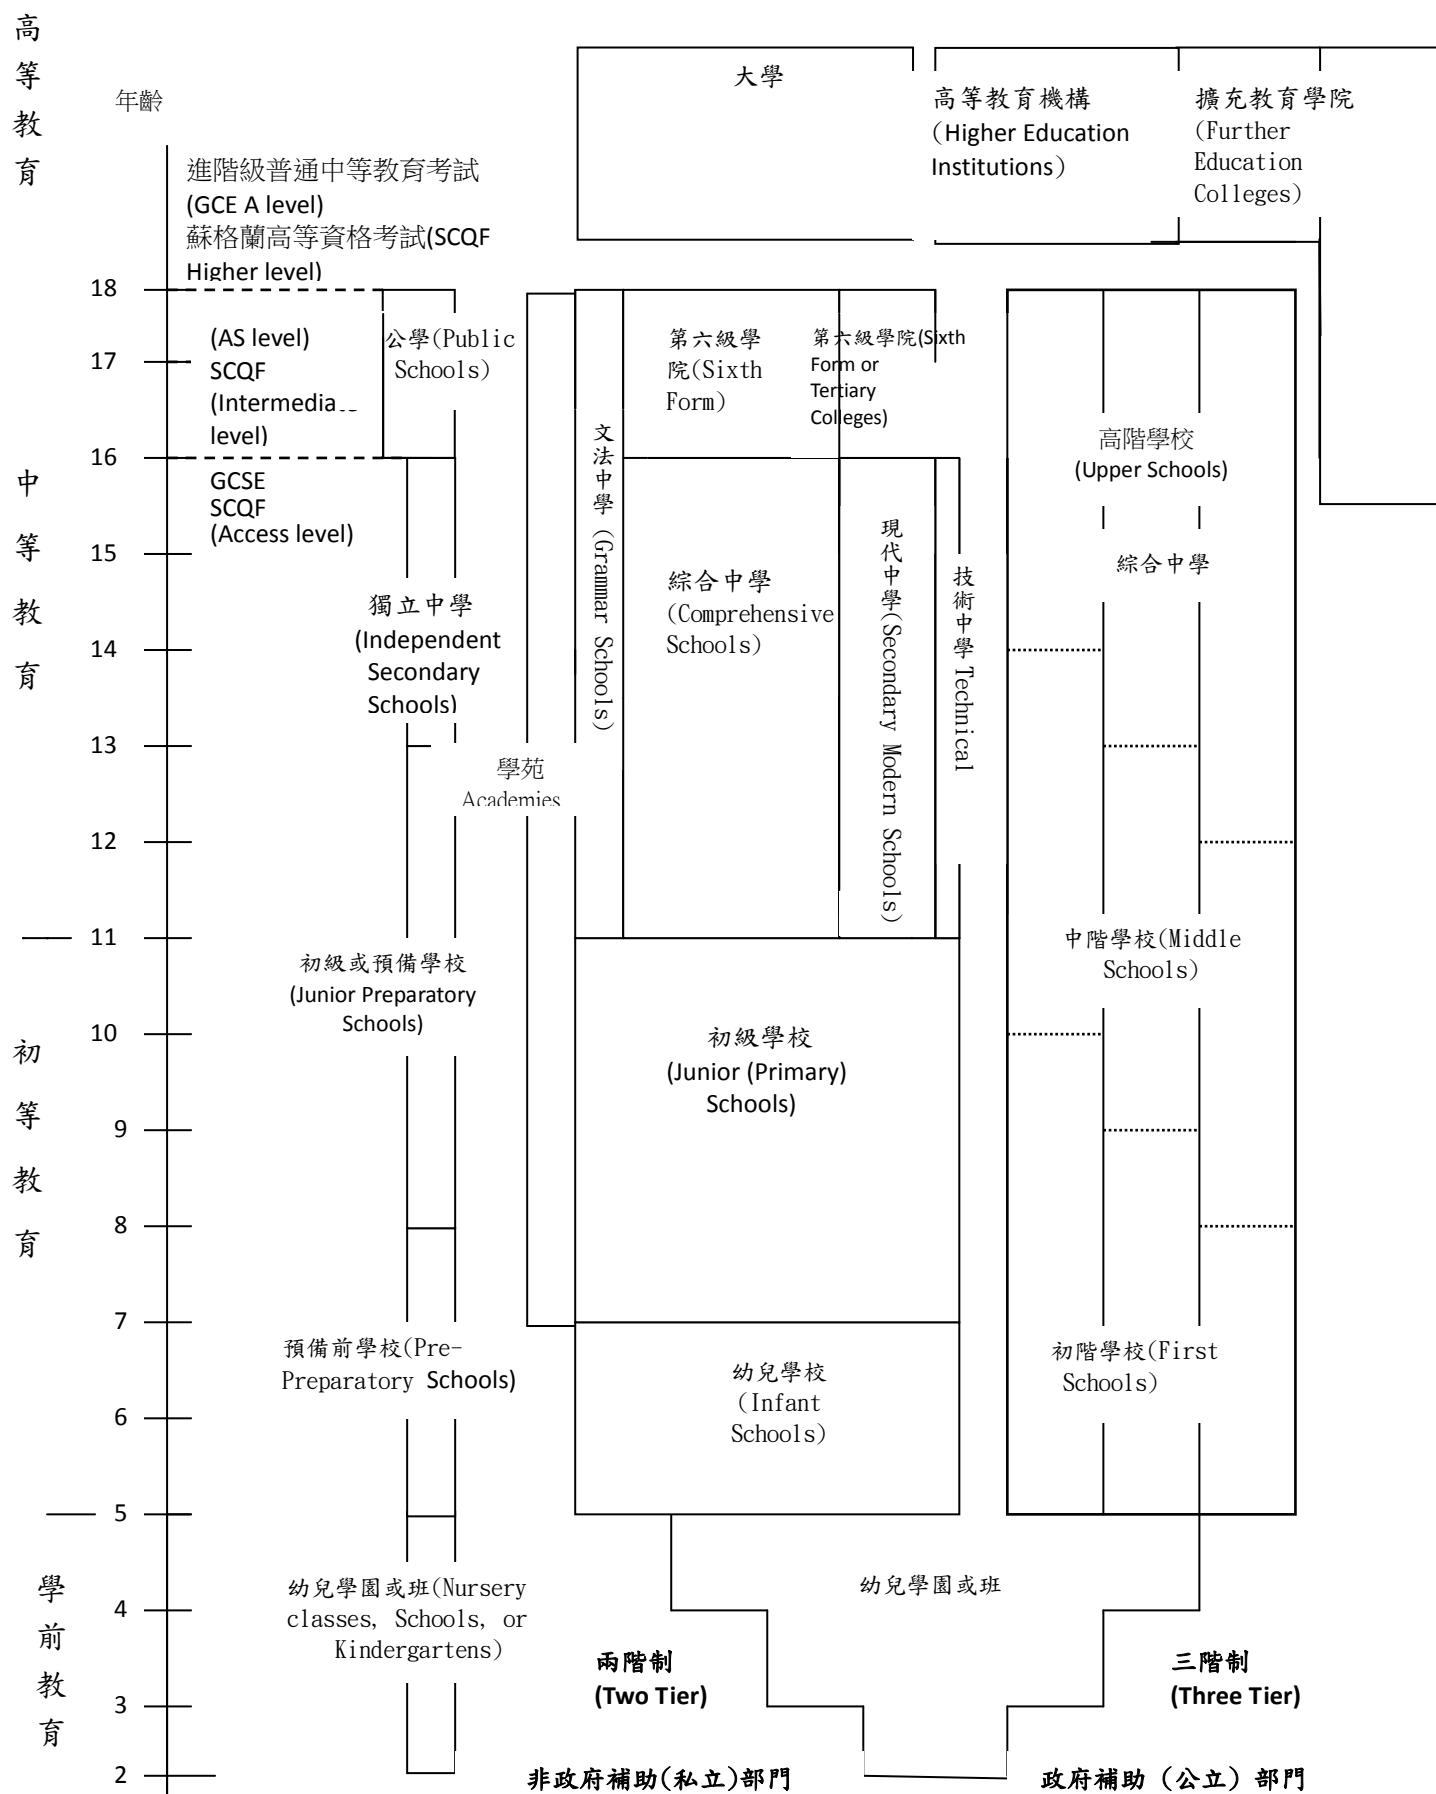 高等教育
年齡
大學
高等教育機構
(Higher Education
Institutions)
擴充教育學院
(Further
Education
Colleges)
進階級普通中等教育考試
(GCE A level)
蘇格蘭高等資格考試(SCQF
Higher level)
18
(AS level)
SCQF
(Intermedia
level)
公學(Public
Schools)
第六級學
院(Sixth
Form)
第六級學院(Sixth
Form or
Tertiary
Colleges)
17
高階學校
(Upper Schools)
16
中等教育
GCSE
SCQF
(Access level)
文法中學 (Grammar Schools)
現代中學(Secondary Modern Schools)
技術中學 Technical
15
綜合中學
綜合中學
(Comprehensive
Schools)
獨立中學
(Independent
Secondary
Schools)
14
13
學苑
Academies
12
11
中階學校(Middle
Schools)
初級或預備學校
(Junior Preparatory
Schools)
10
初級學校
(Junior (Primary)
Schools)
初等教育
9
8
7
預備前學校(Pre-
Preparatory Schools)
幼兒學校
(Infant
Schools)
初階學校(First
Schools)
6
5
學前教育
幼兒學園或班(Nursery
classes, Schools, or
Kindergartens)
幼兒學園或班
4
兩階制
(Two Tier)
三階制
(Three Tier)
3
2
非政府補助(私立)部門
政府補助（公立）部門